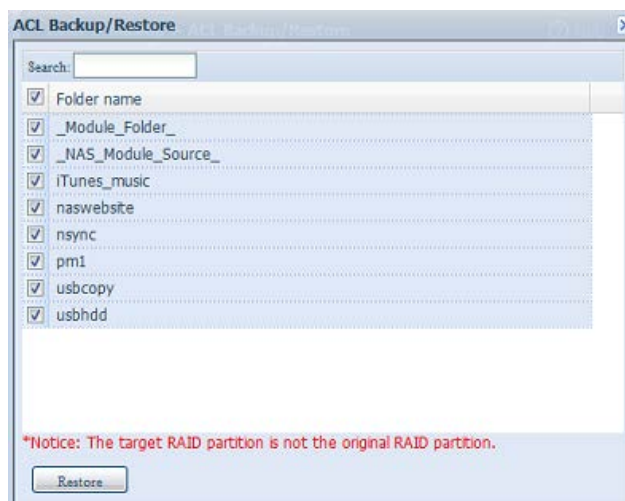 ACL Backup/Restore
Search:
Folder name
_Module_Folder_
_NAS_Module_Source_
iTunes_music
naswebsite
nsync
pm1
usbcopy
usbhdd
*Notice: The target RAID partition is not the original RAID partition.
Restore